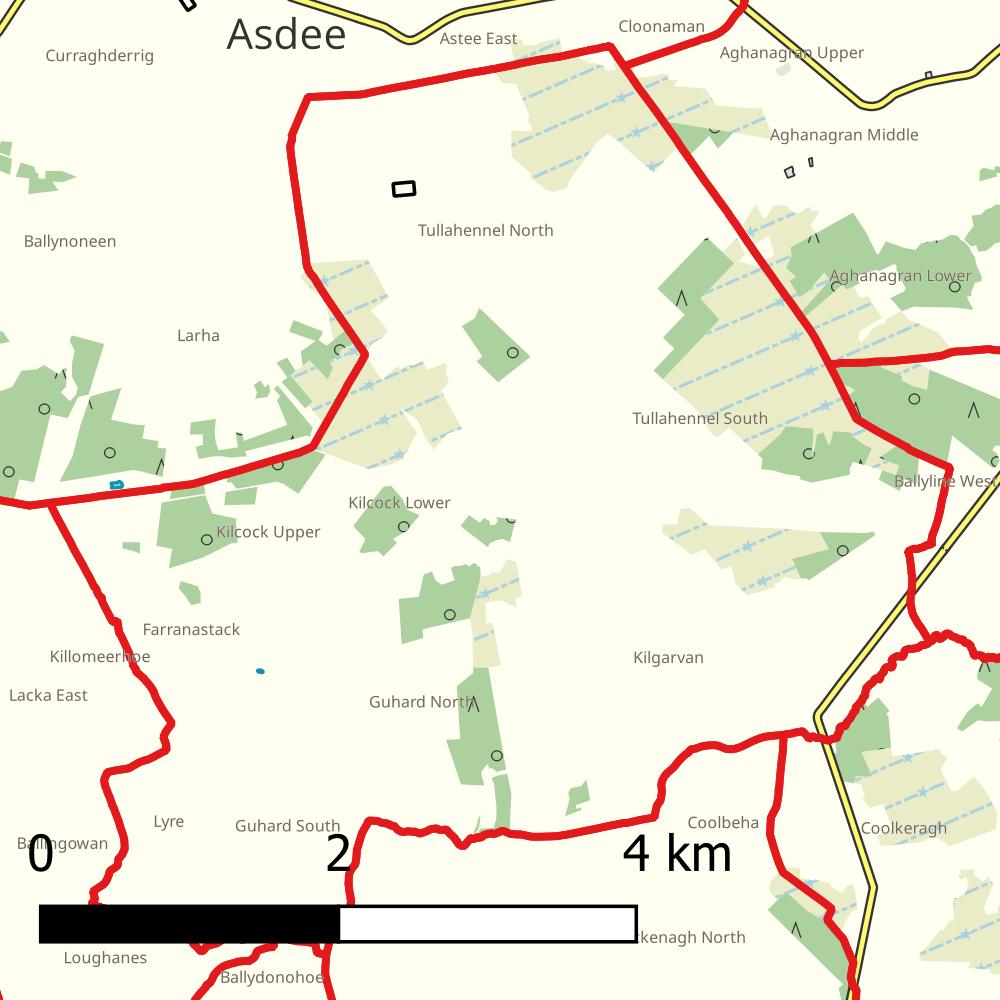 Cloonaman
Asdee
Astee East
Curraghderrig
Aghanagran Upper
Aghanagran Middle
Tullahennel North
Ballynoneen
Aghanagran Lower
Larha
Tullahennel South
Ballyline West
Kilcock Lower
Kilcock Upper
Farranastack
Killomeerhoe
Kilgarvan
Lacka East
Guhard North
Lyre
Guhard South
Coolbeha
Coolkeragh
0
2
4 km
kenagh North
Loughanes
Ballydonohoe